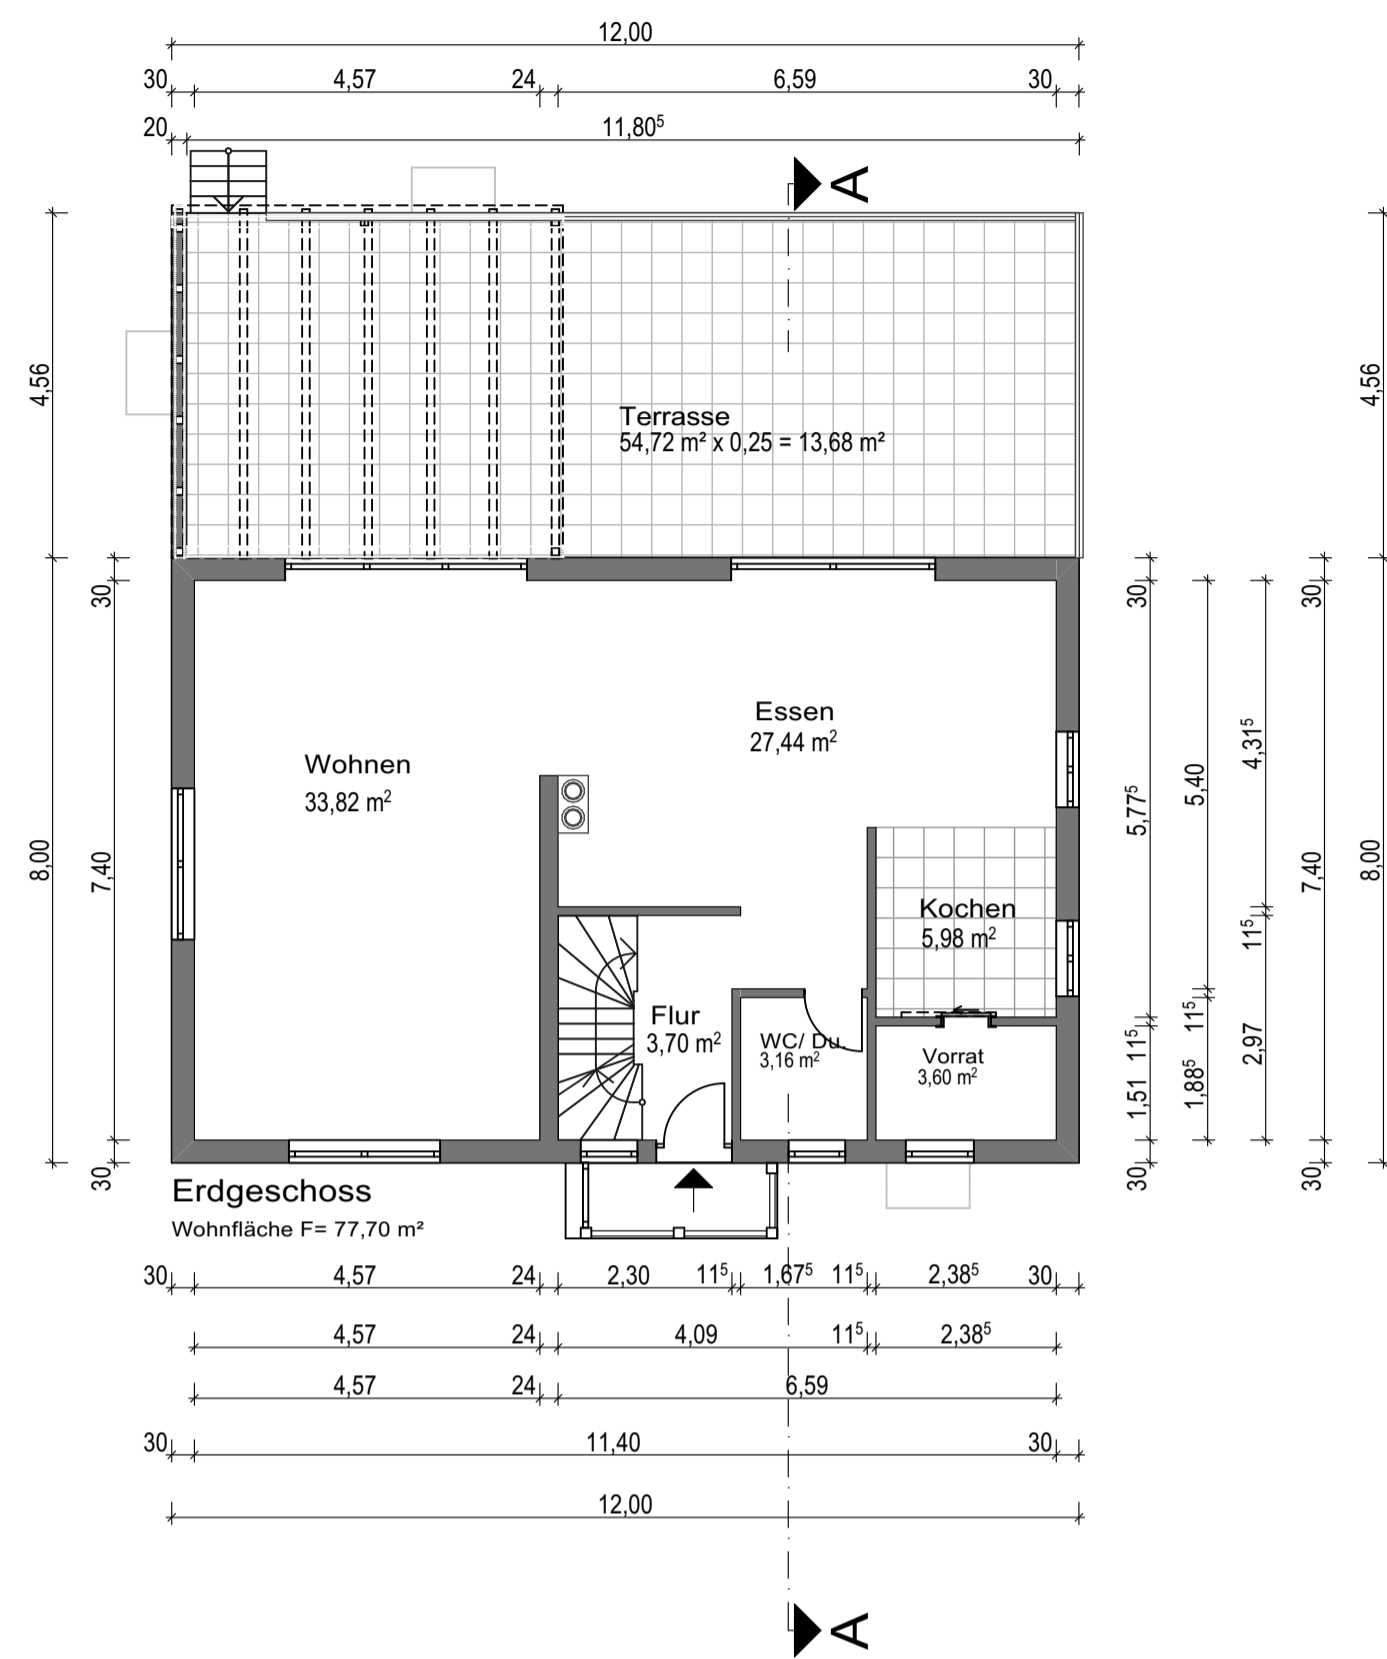 12,00
30 4,57 24 6,59 30
20 11,80⁵
A
4,56 4,56
Terrasse
54,72 m² x 0,25 = 13,68 m²
30 30 30
Essen
27,44 m²
Wohnen
33,82 m²
8,00 7,40 5,77⁵ 5,40 4,31⁵ 7,40 8,00
Kochen
5,98 m²
Flur
3,70 m²
WC/ Du.
3,16 m²
Vorrat
3,60 m²
11⁵ 11⁵ 11⁵
1,51 1,88⁵ 2,97
30 30 30
Erdgeschoss
Wohnfläche F= 77,70 m²
30 4,57 24 2,30 11⁵ 1,67⁵ 11⁵ 2,38⁵ 30
4,57 24 4,09 11⁵ 2,38⁵
4,57 24 6,59
30 11,40 30
12,00
A